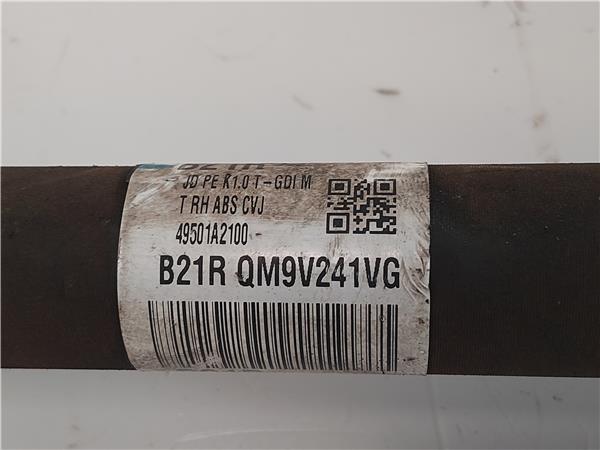 JD PE K1.0 T-GDI M
T RH ABS CVJ
49501A2100
B21R QM9V241VG